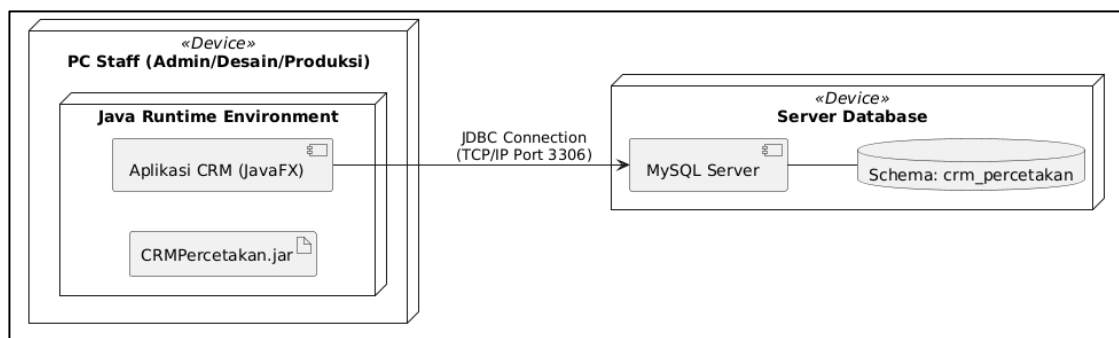 «Device»
PC Staff (Admin/Desain/Produksi)
Java Runtime Environment
Aplikasi CRM (JavaFX)
CRMPercetakan.jar
JDBC Connection
(TCP/IP Port 3306)
«Device»
Server Database
MySQL Server
Schema: crm_percetakan